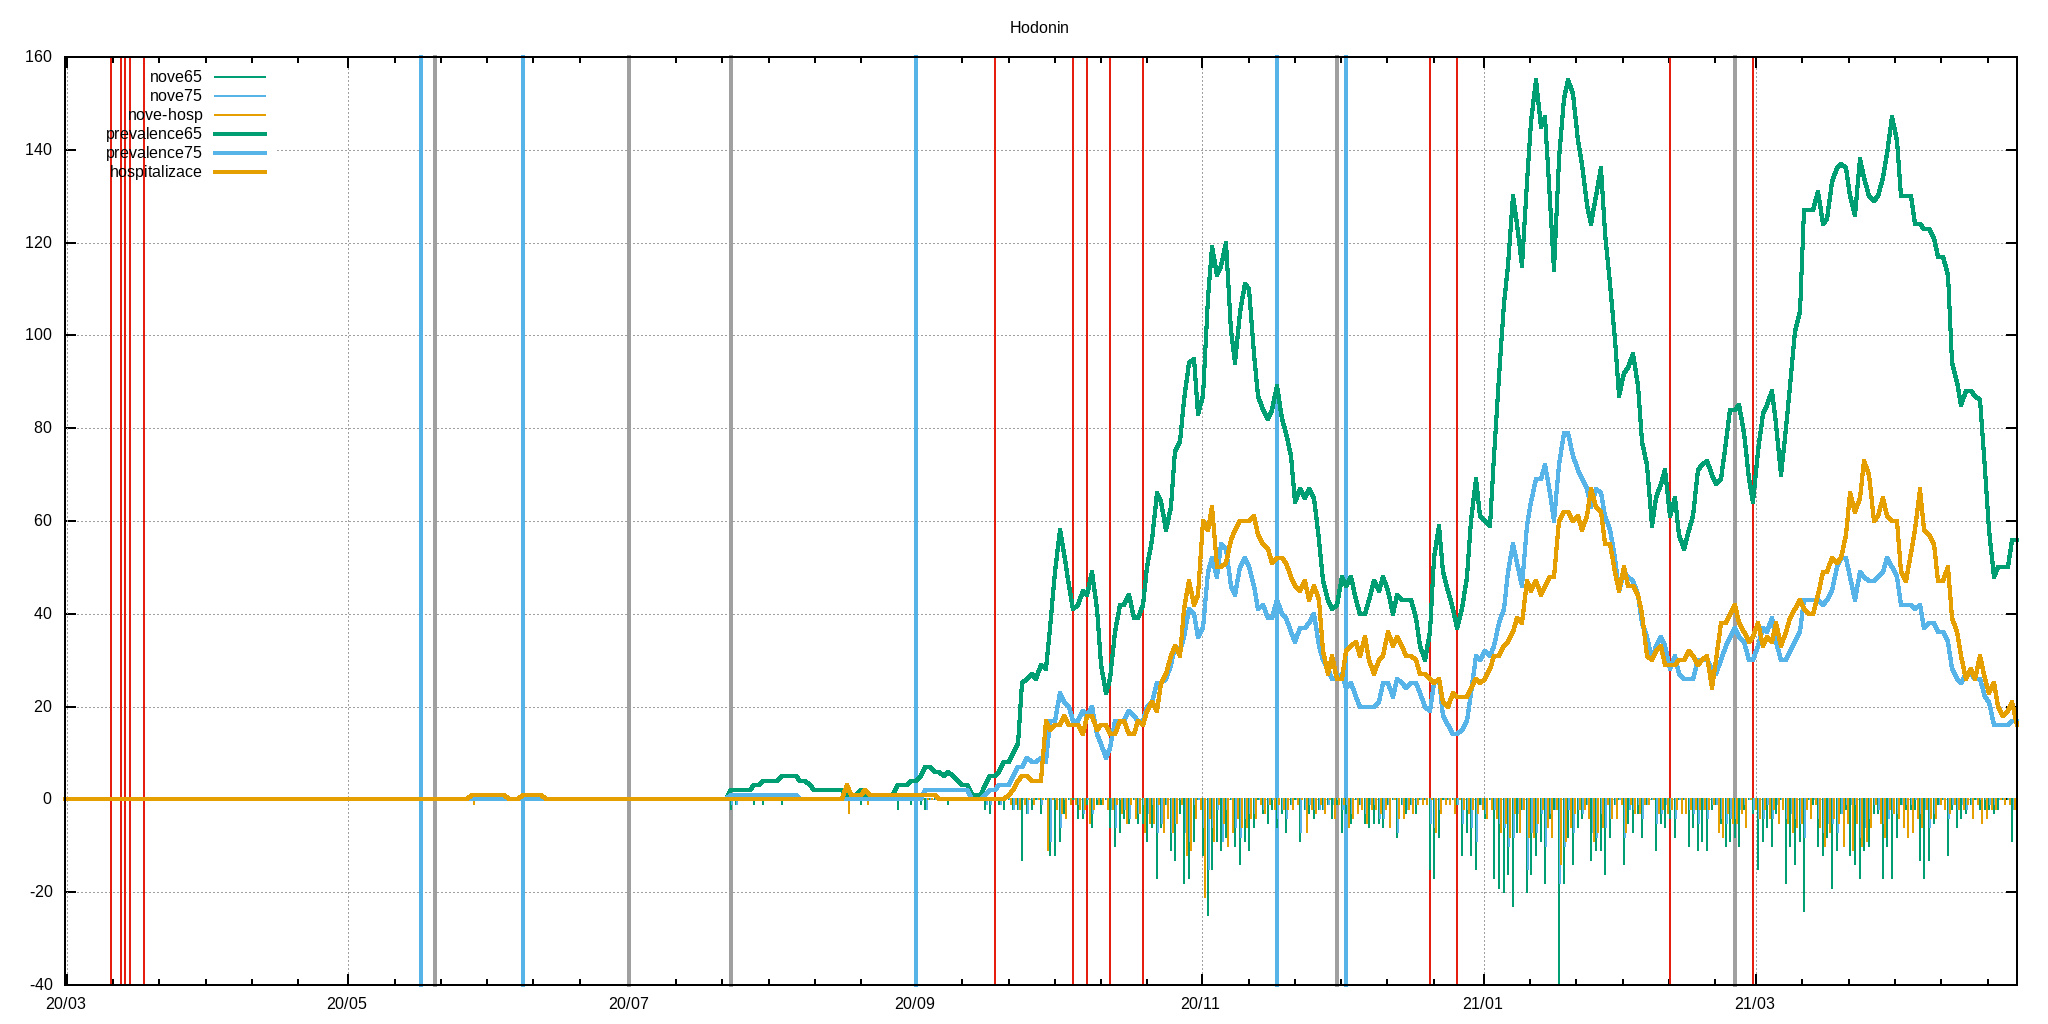 Hodonin
160
140
120
100
80
60
40
20
0
-20
-40
nove65
nove75
nove-hosp
prevalence65
prevalence75
hospitalizace
20/03 20/05 20/07 20/09 20/11 21/01 21/03